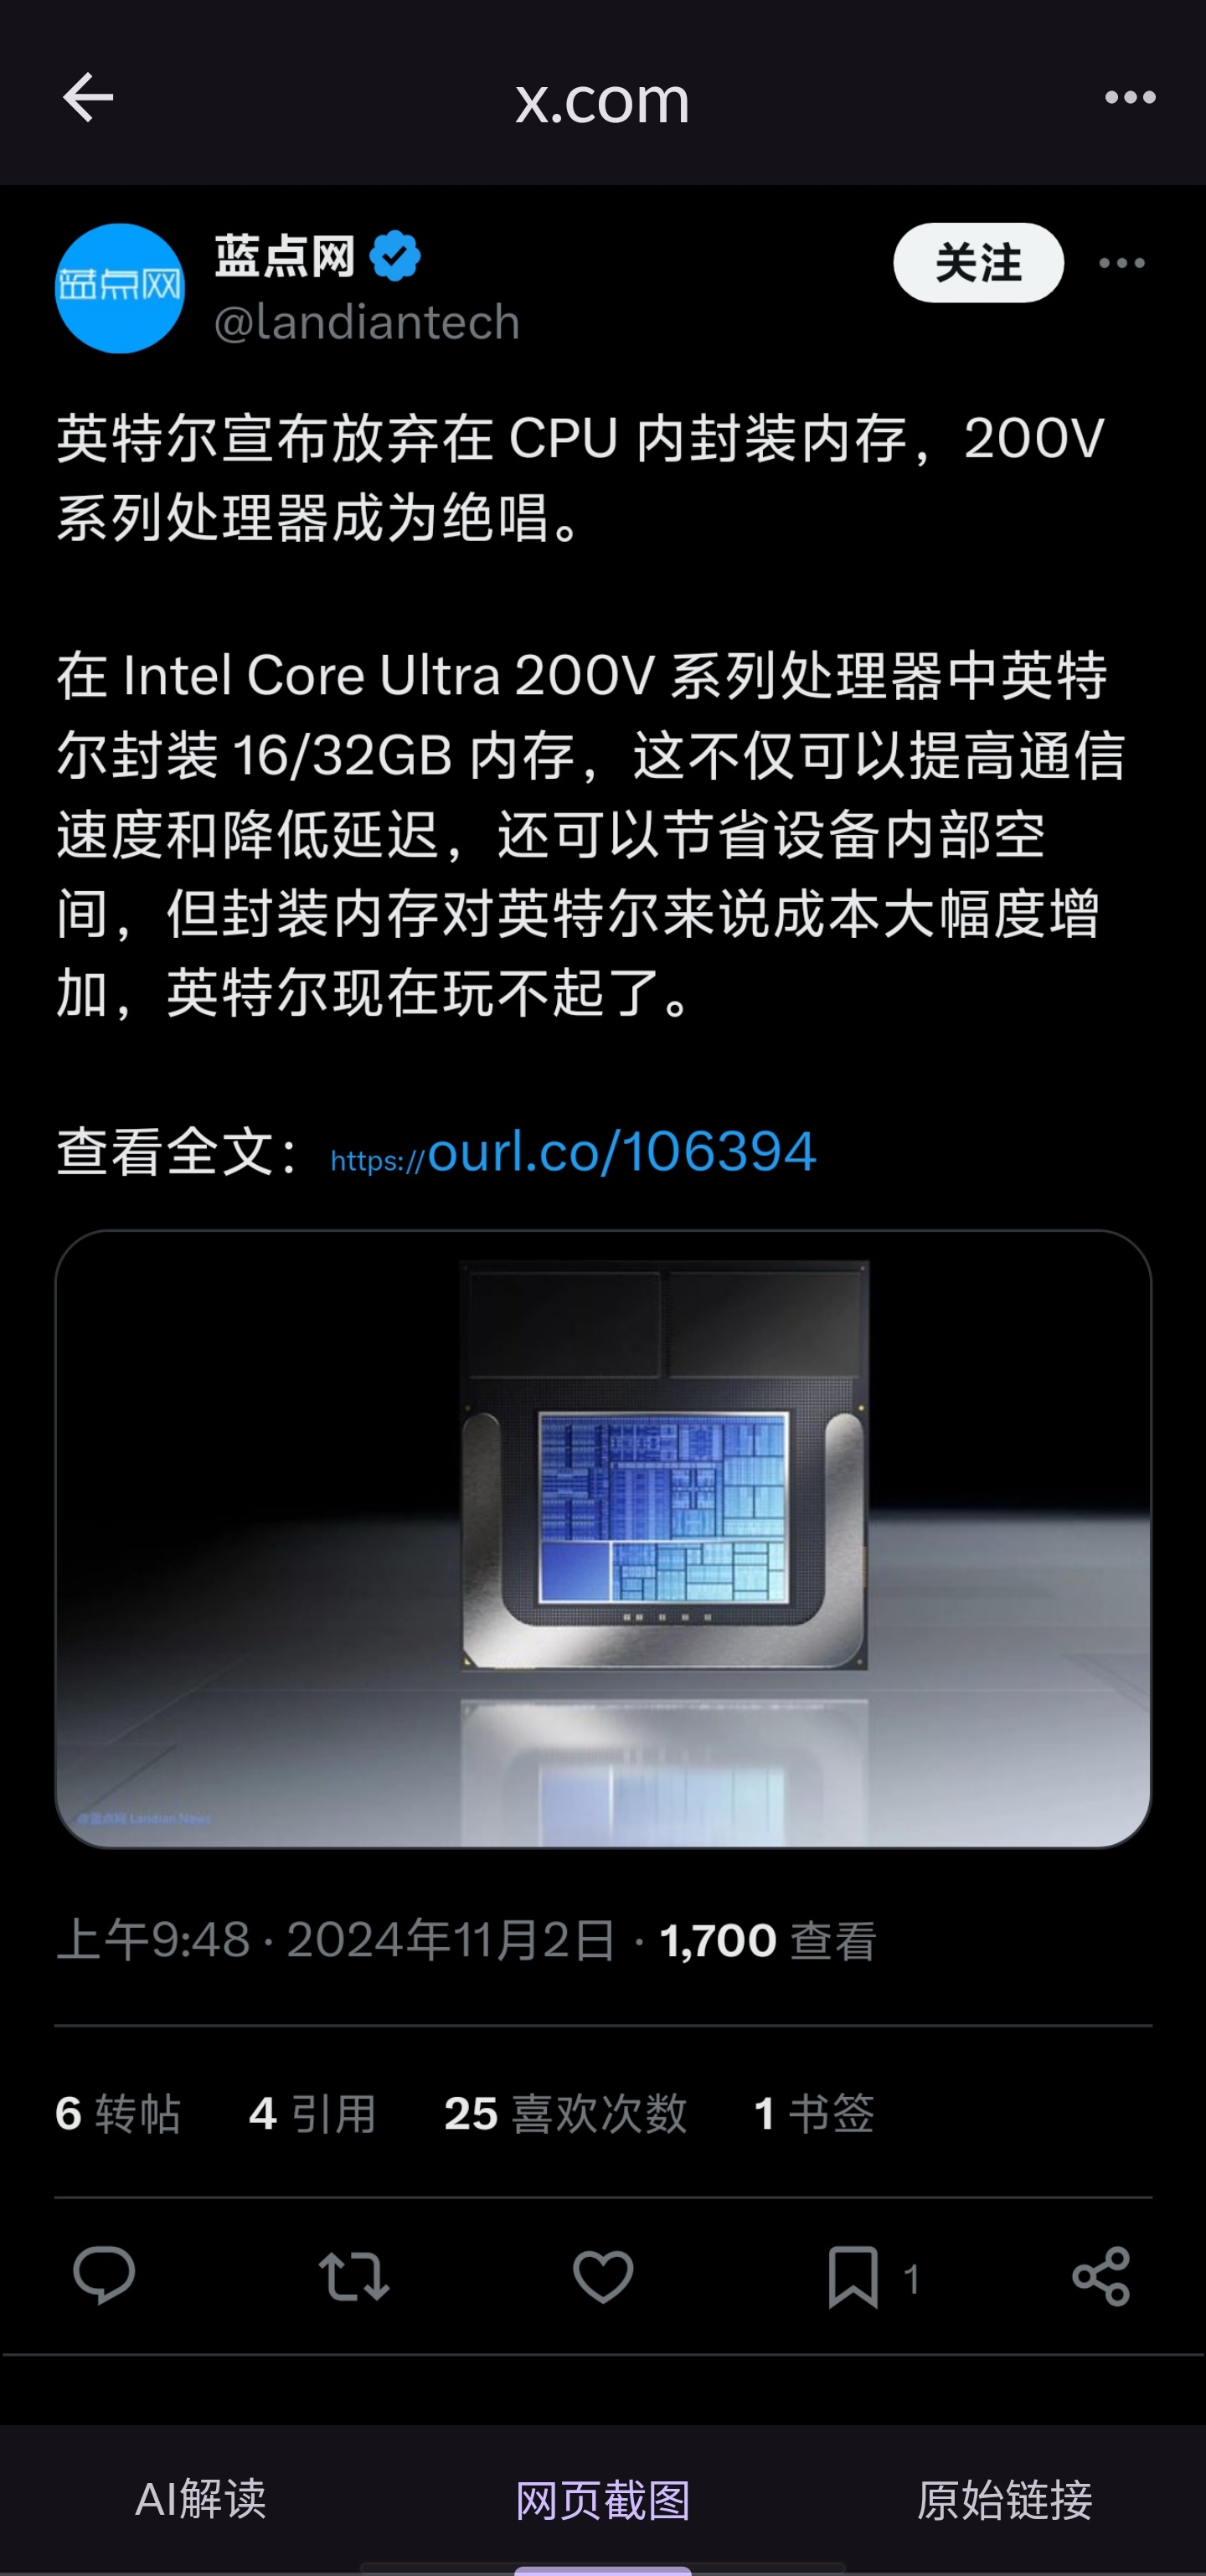 x.com
蓝点网
蓝点网
关注
@landiantech
英特尔宣布放弃在 CPU 内封装内存，200V
系列处理器成为绝唱。
在 Intel Core Ultra 200V 系列处理器中英特
尔封装 16/32GB 内存，这不仅可以提高通信
速度和降低延迟，还可以节省设备内部空
间，但封装内存对英特尔来说成本大幅度增
加，英特尔现在玩不起了。
查看全文：https://ourl.co/106394
@蓝点网 Landian.News
上午9:48 · 2024年11月2日 · 1,700 查看
6 转帖 4 引用 25 喜欢次数 1 书签
1
AI解读 网页截图 原始链接